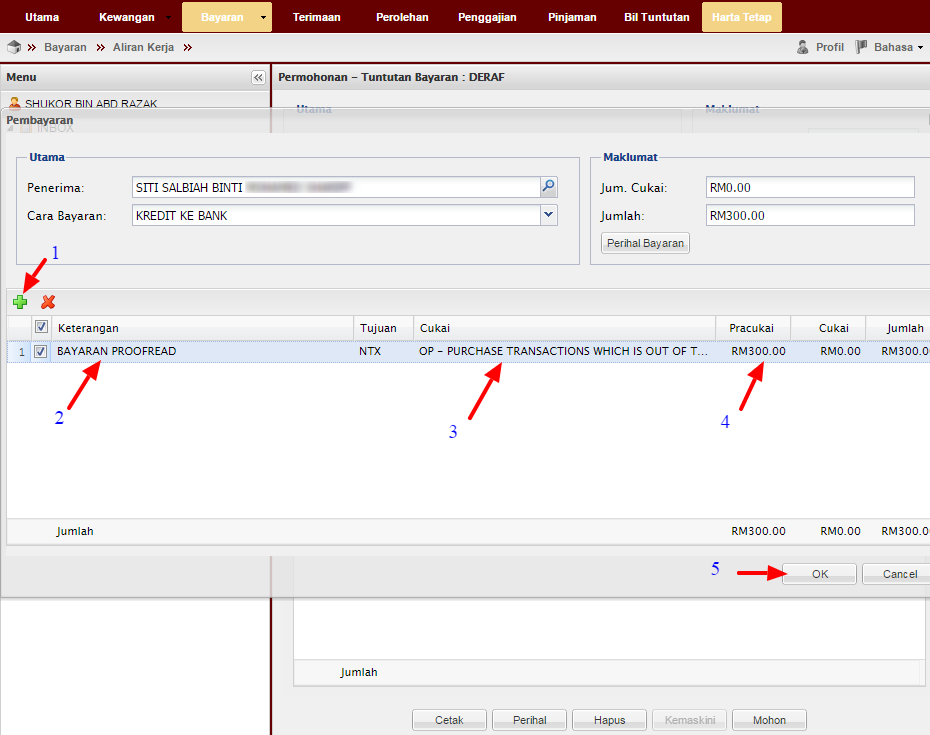 Utama Kewangan Bayaran Terimaan Perolehan Penggajian Pinjaman Bil Tuntutan Harta Tetap
Bayaran Aliran Kerja Profil Bahasa
Menu Permohonan - Tuntutan Bayaran : DERAF
SHUKOR BIN ABD RAZAK Utama Maklumat
Pembayaran
INBOX
Utama Maklumat
Penerima: SITI SALBIAH BINTI Jum. Cukai: RM0.00
Cara Bayaran: KREDIT KE BANK Jumlah: RM300.00
Perihal Bayaran
1
Keterangan Tujuan Cukai Pracukai Cukai Jumlah
1 BAYARAN PROOFREAD NTX OP - PURCHASE TRANSACTIONS WHICH IS OUT OF T... RM300.00 RM0.00 RM300.0
2 3 4
Jumlah RM300.00 RM0.00 RM300.0
5 OK Cancel
Jumlah
Cetak Perihal Hapus Kemaskini Mohon